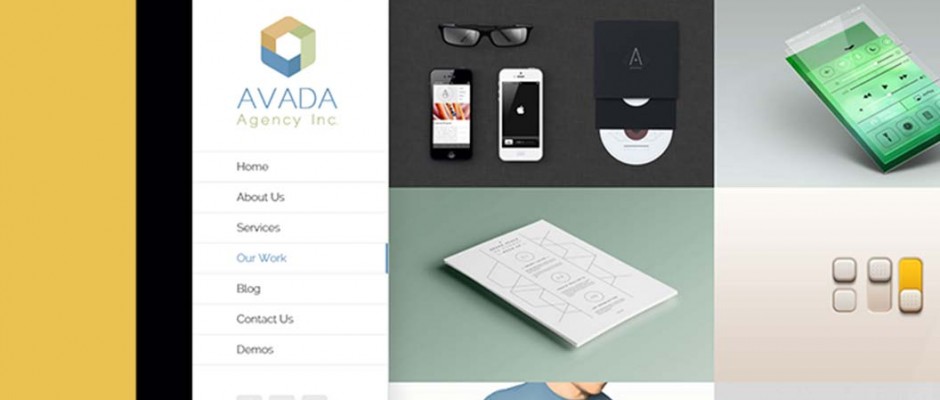 AVADA
Agency Inc.
Home
About Us
Services
Our Work
Blog
Contact Us
Demos